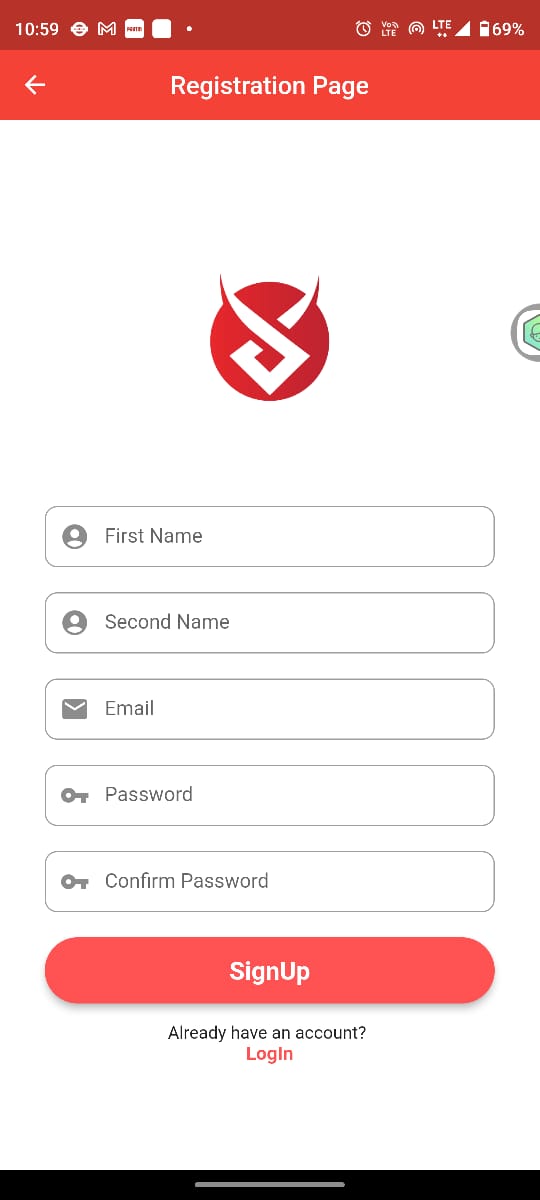 10:59 Paytm Vo LTE LTE 69%
Registration Page
First Name
Second Name
Email
Password
Confirm Password
SignUp
Already have an account?
LogIn